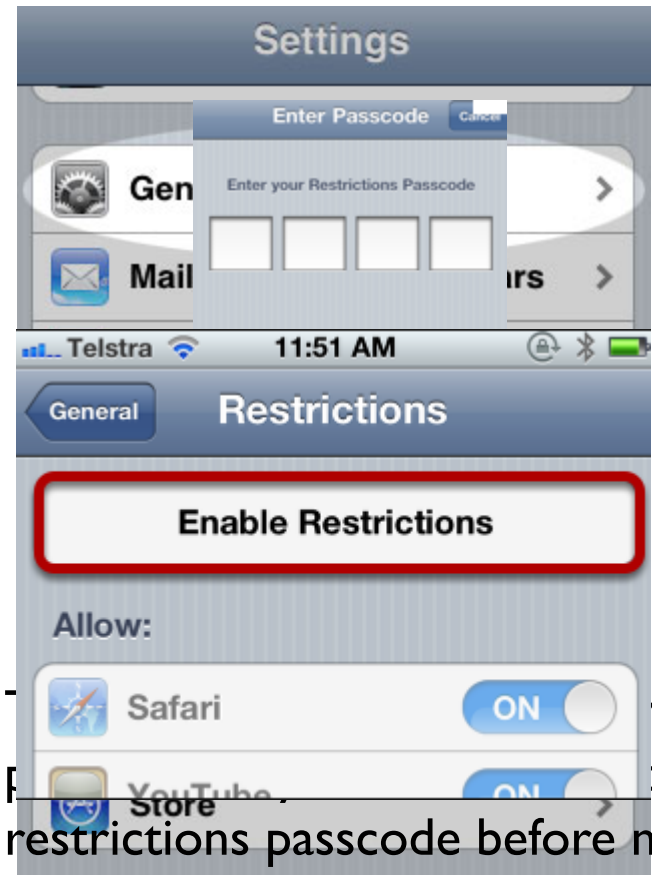 Settings
Enter Passcode Cancel
Gen
Enter your Restrictions Passcode
Mail rs
Telstra 11:51 AM
General Restrictions
Enable Restrictions
Allow:
Safari ON
YouTube ON
Store
restrictions passcode before